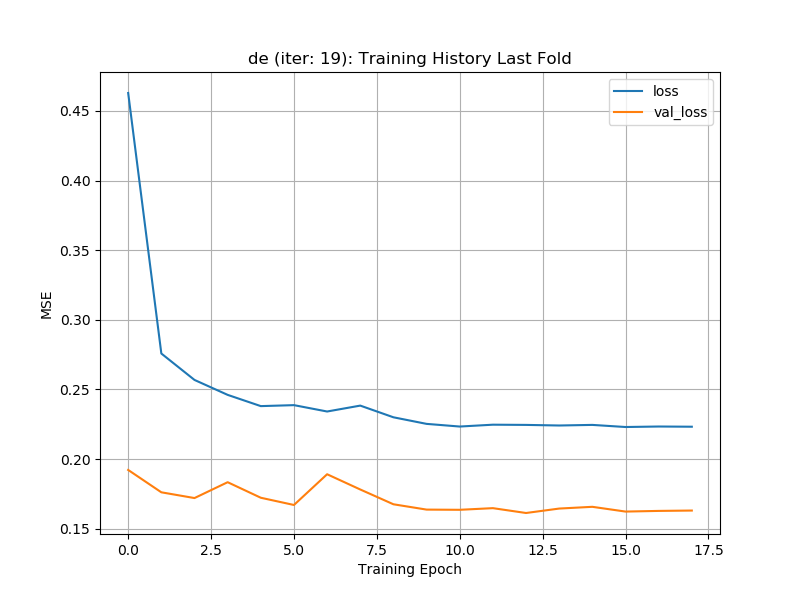 de (iter: 19): Training History Last Fold
loss
val_loss
0.45
0.40
0.35
0.30
0.25
0.20
0.15
MSE
0.0 2.5 5.0 7.5 10.0 12.5 15.0 17.5
Training Epoch